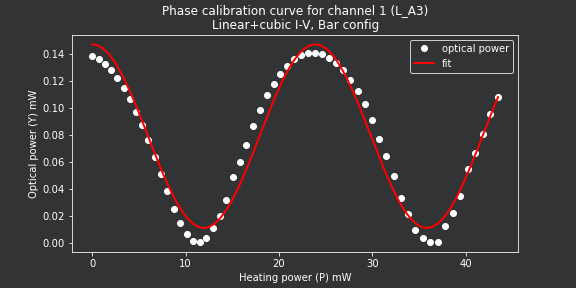 Phase calibration curve for channel 1 (L_A3)
Linear+cubic I-V, Bar config
optical power
fit
Optical power (Y) mW
0.14
0.12
0.10
0.08
0.06
0.04
0.02
0.00
0 10 20 30 40
Heating power (P) mW